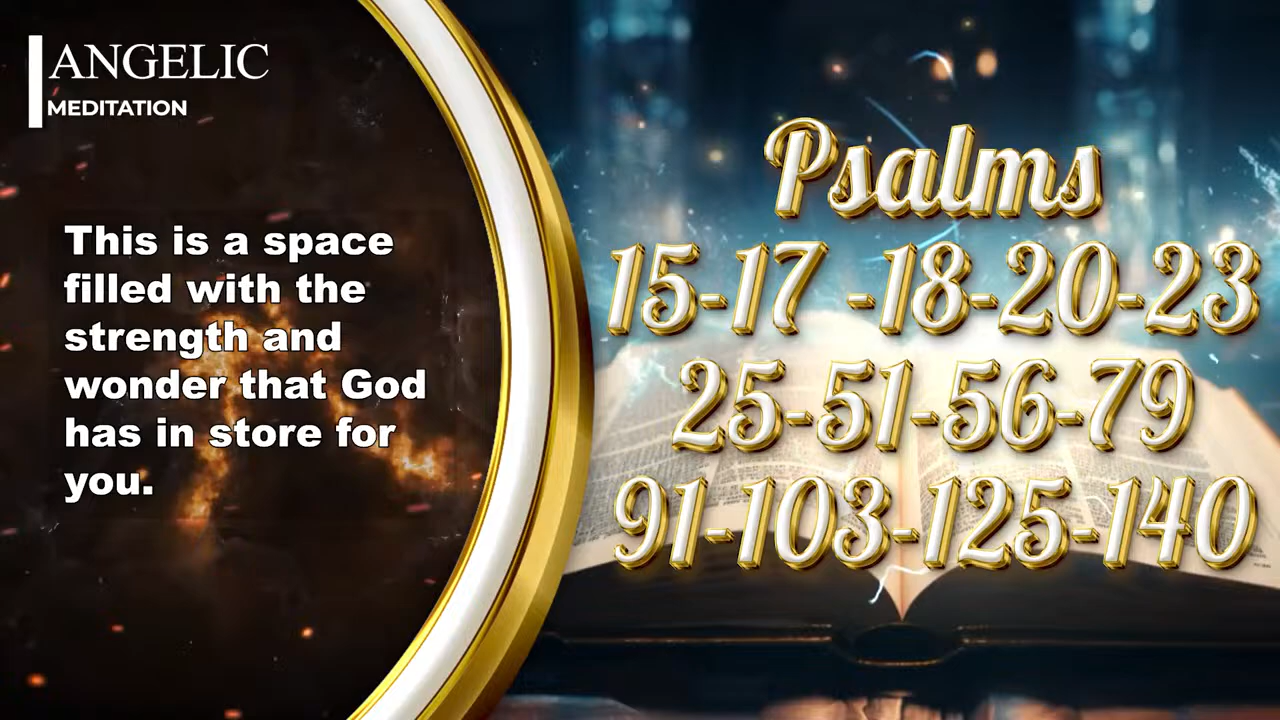 ANGELIC
MEDITATION
This is a space
filled with the
strength and
wonder that God
has in store for
you.
Psalms
15-17 -18-20-23
25-51-56-79
91-103-125-140